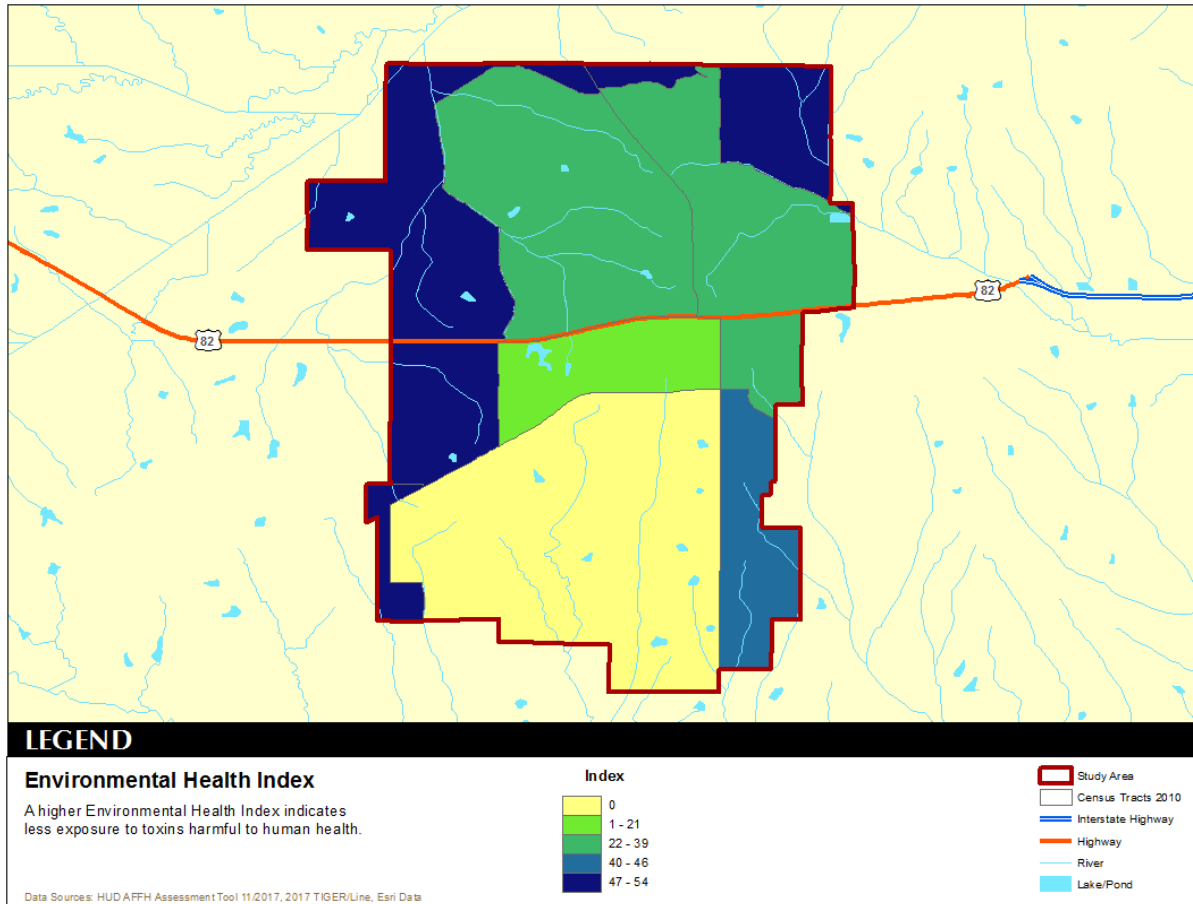 82
82
LEGEND
Environmental Health Index
A higher Environmental Health Index indicates
less exposure to toxins harmful to human health.
Data Sources: HUD AFFH Assessment Tool 11/2017, 2017 TIGER/Line, Esri Data
Index
0
1 - 21
22 - 39
40 - 46
47 - 54
Study Area
Census Tracts 2010
Interstate Highway
Highway
River
Lake/Pond